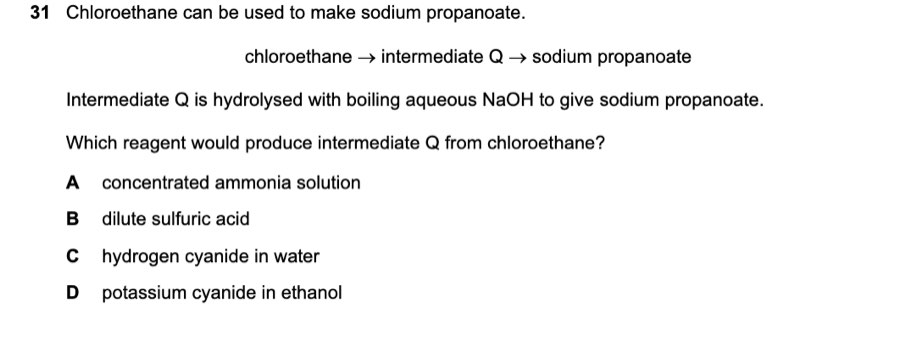 31 Chloroethane can be used to make sodium propanoate.
chloroethane → intermediate Q → sodium propanoate
Intermediate Q is hydrolysed with boiling aqueous NaOH to give sodium propanoate.
Which reagent would produce intermediate Q from chloroethane?
A concentrated ammonia solution
B dilute sulfuric acid
C hydrogen cyanide in water
D potassium cyanide in ethanol